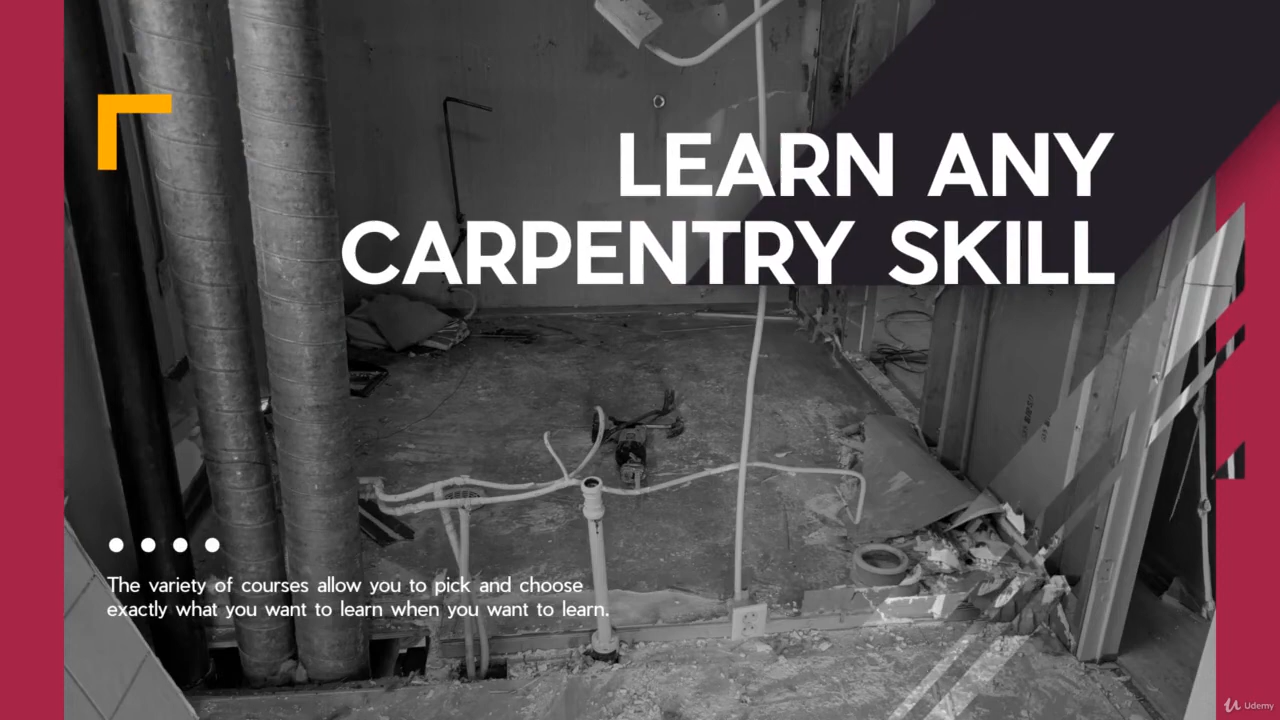 LEARN ANY
CARPENTRY SKILL
The variety of courses allow you to pick and choose
exactly what you want to learn when you want to learn.
Udemy